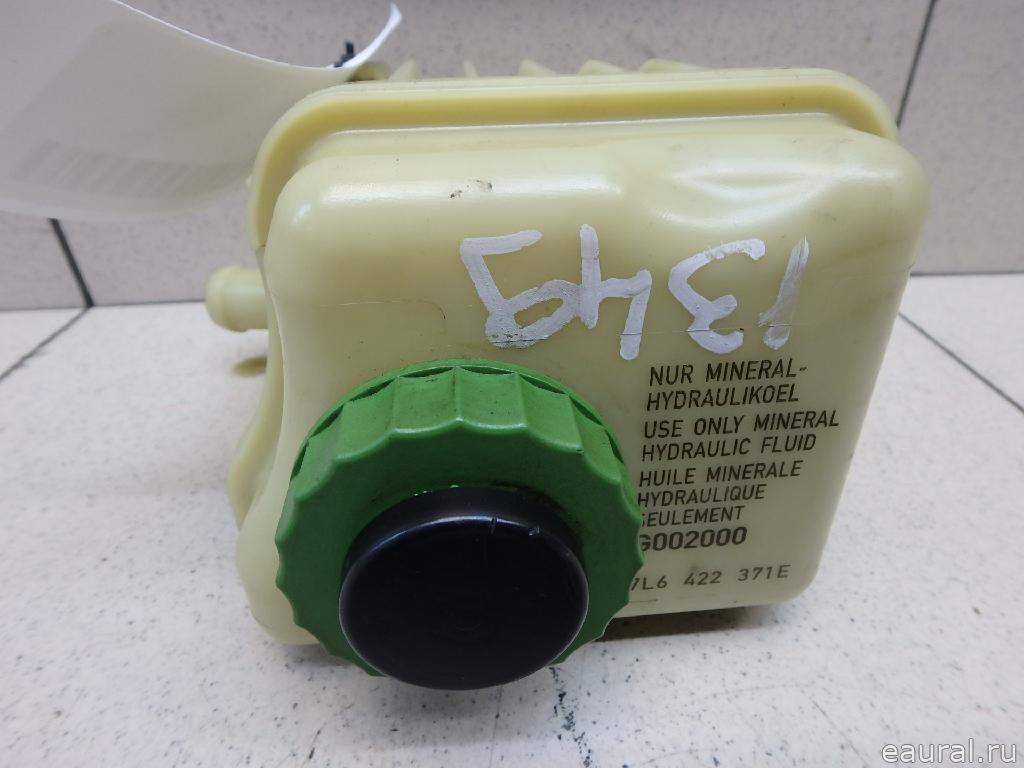 1349
NUR MINERAL-
HYDRAULIKOEL
USE ONLY MINERAL
HYDRAULIC FLUID
HUILE MINERALE
HYDRAULIQUE
SEULEMENT
G002000
7L6 422 371E
eaural.ru